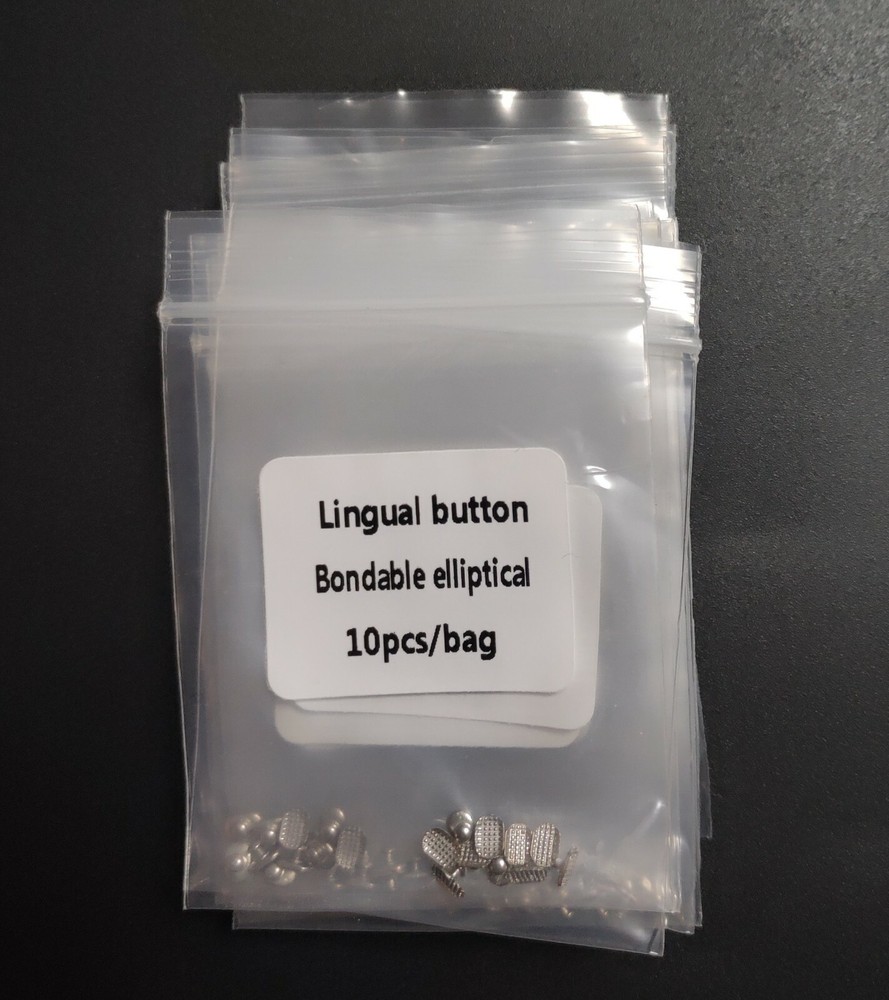 Lingual button
Bondable elliptical
10pcs/bag